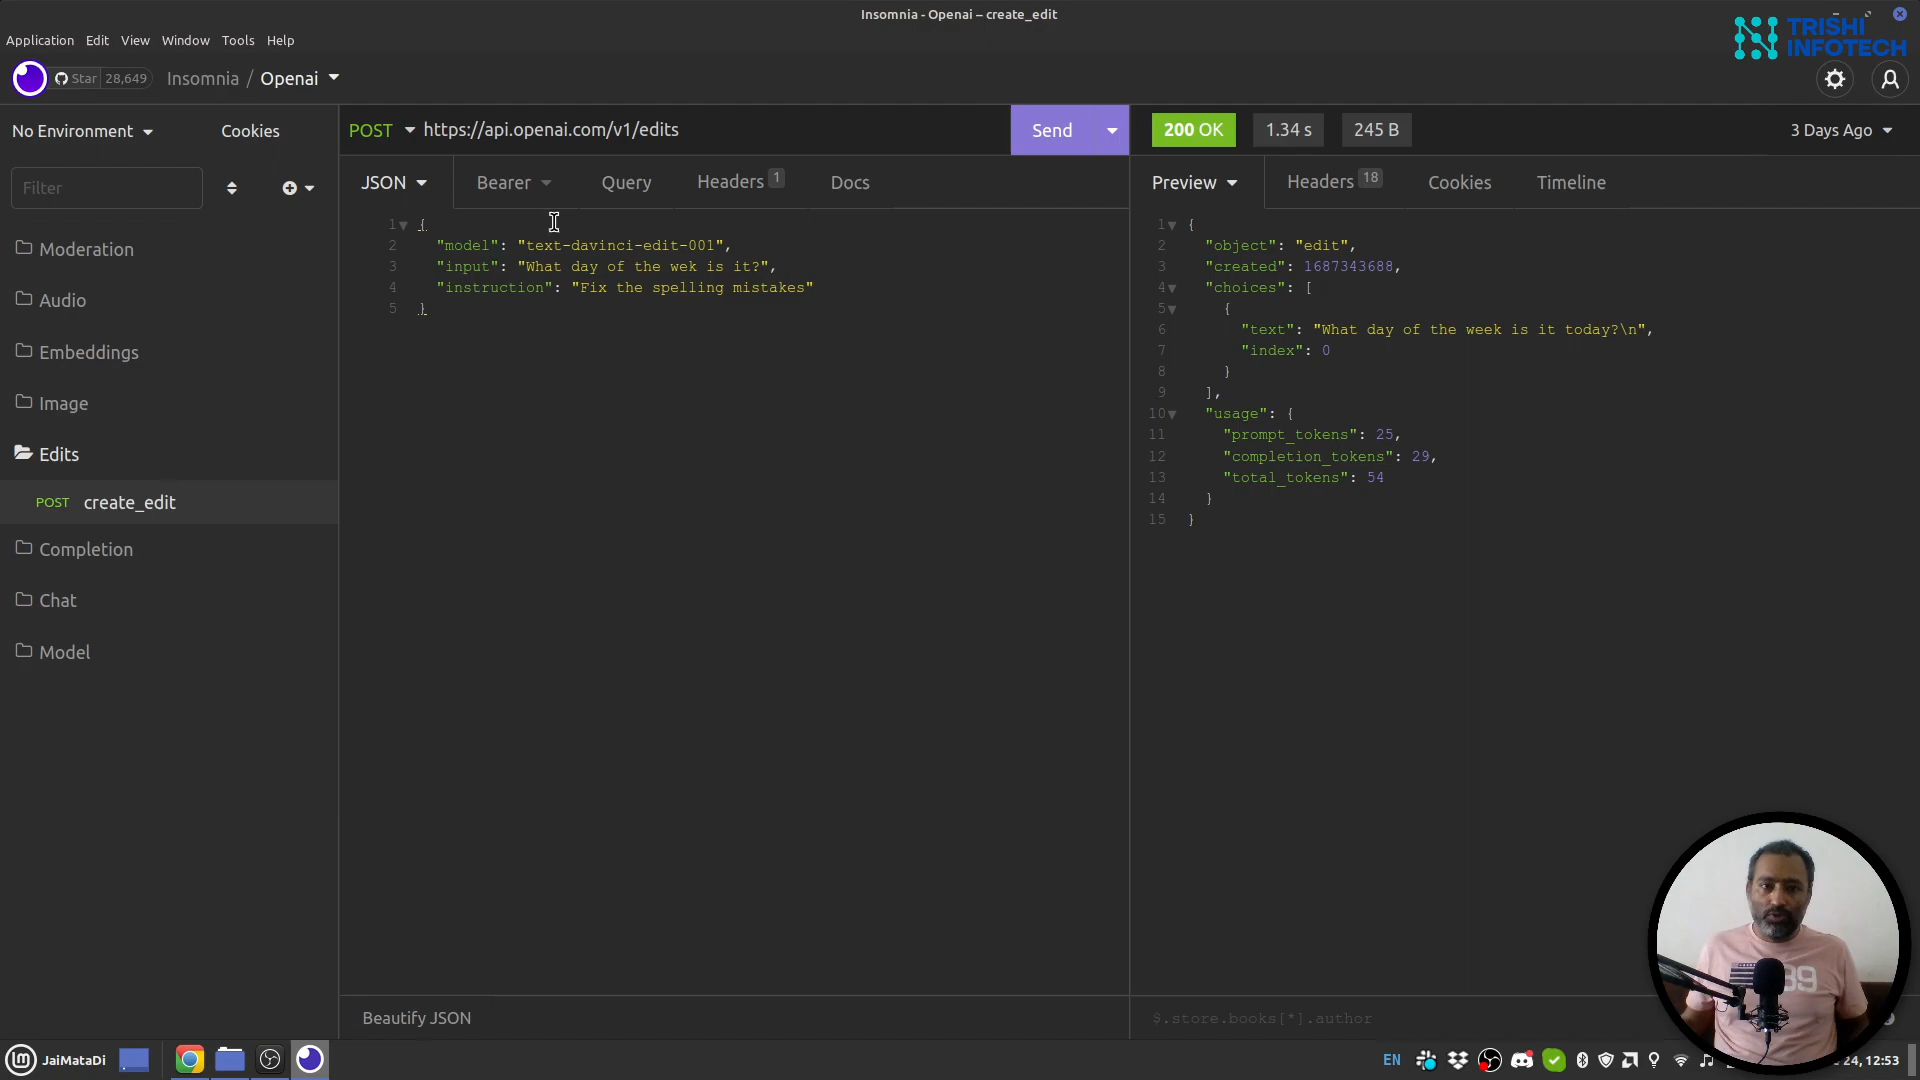 Insomnia - Openai – create_edit
TRISHI
INFOTECH
Application Edit View Window Tools Help
Star 28,649 Insomnia / Openai
No Environment Cookies
POST https://api.openai.com/v1/edits Send
200 OK 1.34 s 245 B 3 Days Ago
Filter
JSON Bearer Query Headers 1 Docs
Preview Headers 18 Cookies Timeline
Moderation
Audio
Embeddings
Image
Edits
POST create_edit
Completion
Chat
Model
1 {
2 "model": "text-davinci-edit-001",
3 "input": "What day of the wek is it?",
4 "instruction": "Fix the spelling mistakes"
5 }
1 {
2 "object": "edit",
3 "created": 1687343688,
4 "choices": [
5 {
6 "text": "What day of the week is it today?\n",
7 "index": 0
8 }
9 ],
10 "usage": {
11 "prompt_tokens": 25,
12 "completion_tokens": 29,
13 "total_tokens": 54
14 }
15 }
Beautify JSON
$.store.books[*].author
89
JaiMataDi
EN
24, 12:53